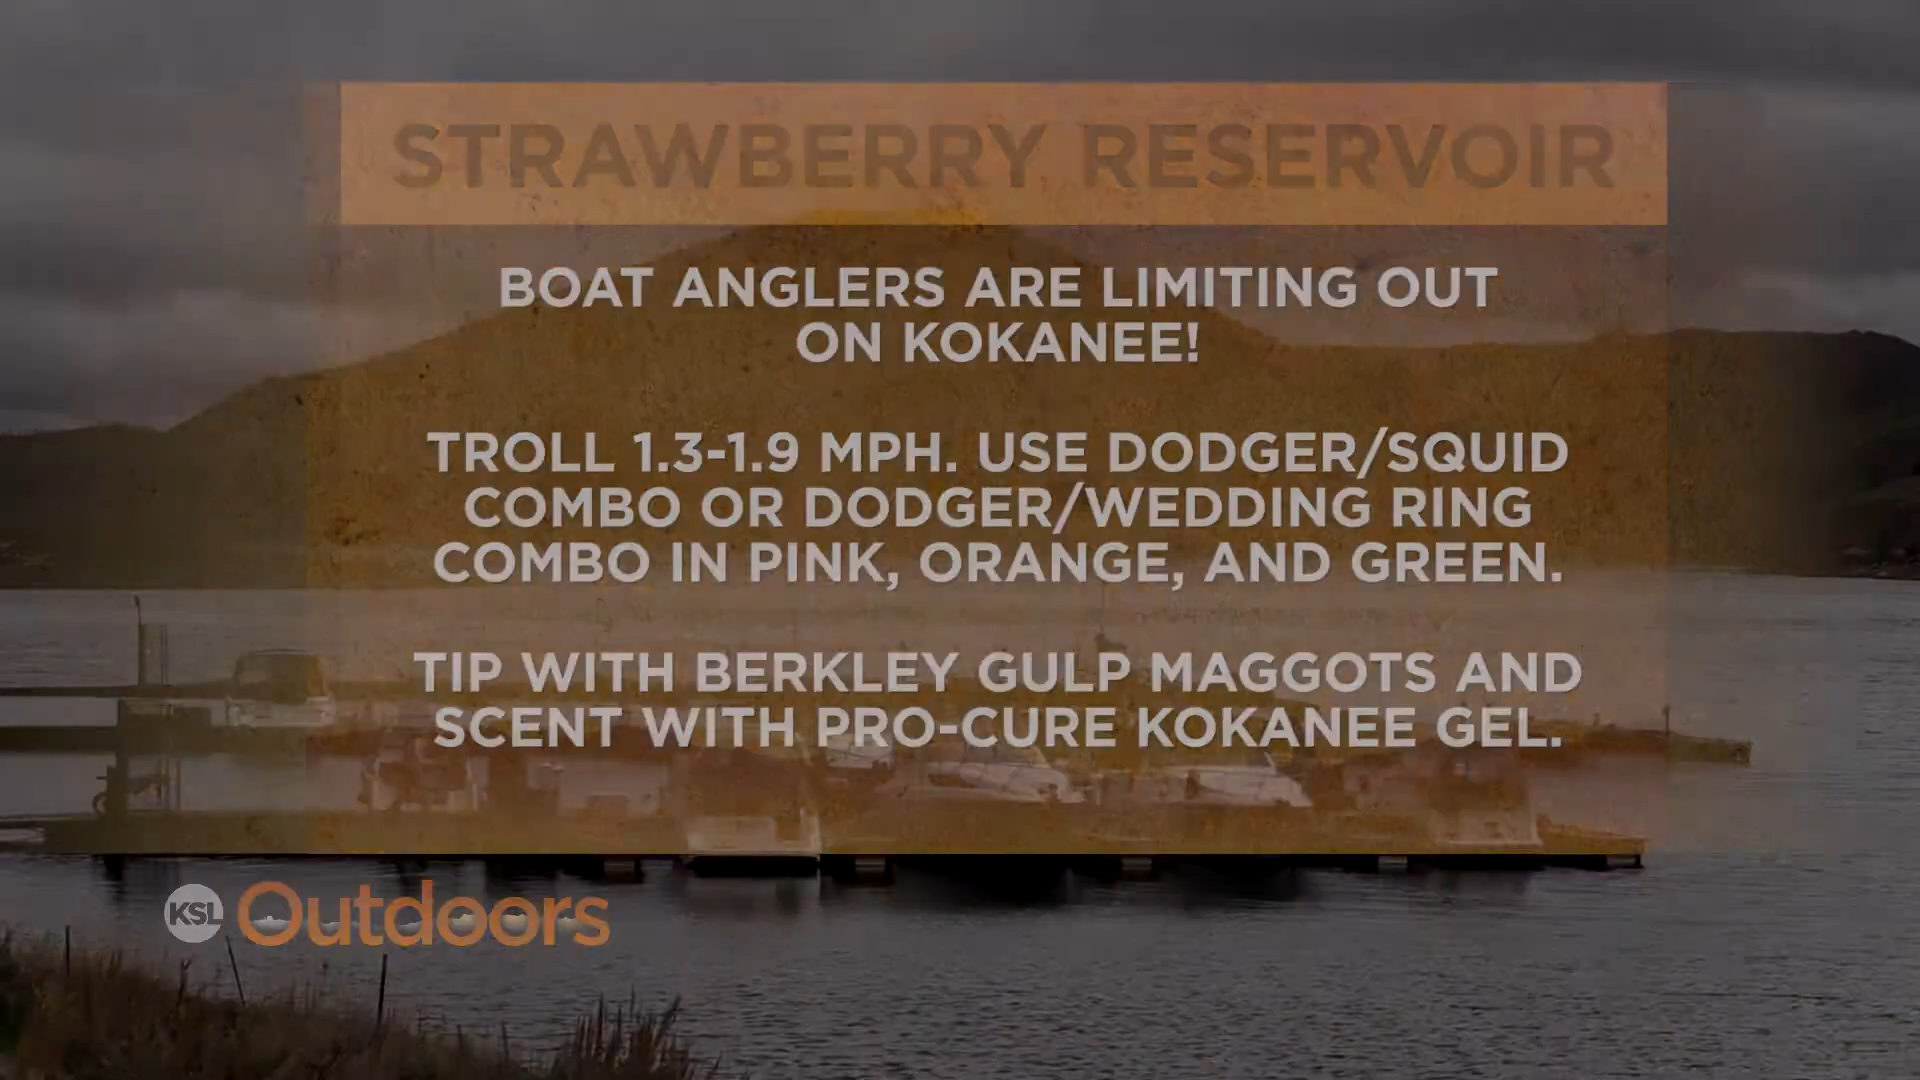 STRAWBERRY RESERVOIR
BOAT ANGLERS ARE LIMITING OUT
ON KOKANEE!
TROLL 1.3-1.9 MPH. USE DODGER/SQUID
COMBO OR DODGER/WEDDING RING
COMBO IN PINK, ORANGE, AND GREEN.
TIP WITH BERKLEY GULP MAGGOTS AND
SCENT WITH PRO-CURE KOKANEE GEL.
KSL Outdoors